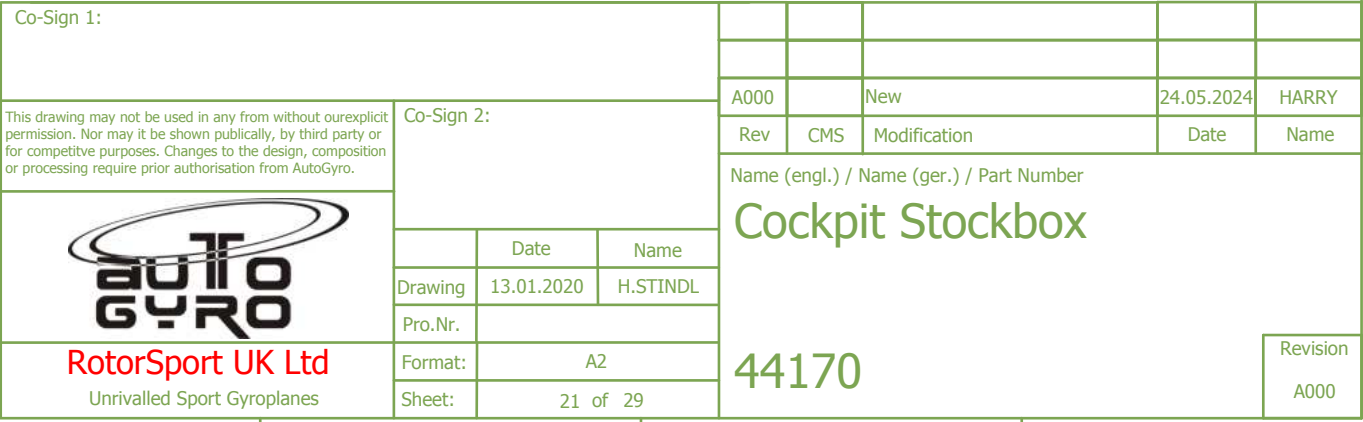 Co-Sign 1:
This drawing may not be used in any from without ourexplicit
permission. Nor may it be shown publically, by third party or
for competitve purposes. Changes to the design, composition
or processing require prior authorisation from AutoGyro.
Co-Sign 2:
AUTO
GYRO
RotorSport UK Ltd
Unrivalled Sport Gyroplanes
Date Name
Drawing 13.01.2020 H.STINDL
Pro.Nr.
Format: A2
Sheet: 21 of 29
A000 New 24.05.2024 HARRY
Rev CMS Modification Date Name
Name (engl.) / Name (ger.) / Part Number
Cockpit Stockbox
44170
Revision
A000